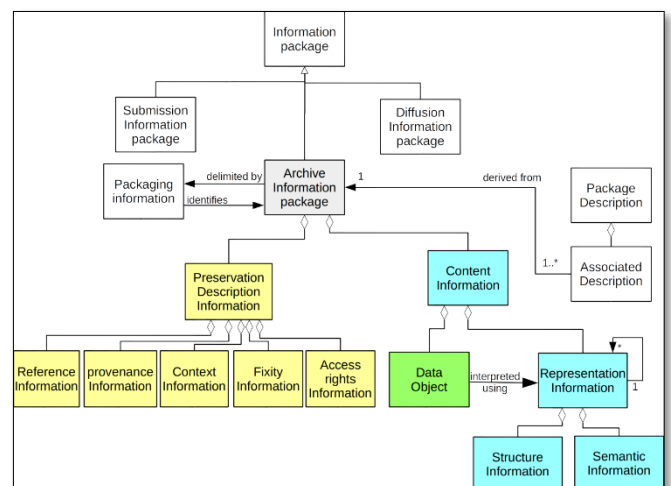 Information
package
Submission
Information
package
Diffusion
Information
package
Packaging
information
delimited by
identifies
Archive
Information
package
1
derived from
1..*
Package
Description
Associated
Description
Preservation
Description
Information
Content
Information
Reference
Information
provenance
Information
Context
Information
Fixity
Information
Access
rights
Information
Data
Object
interpreted
using
Representation
Information
*
1
Structure
Information
Semantic
Information